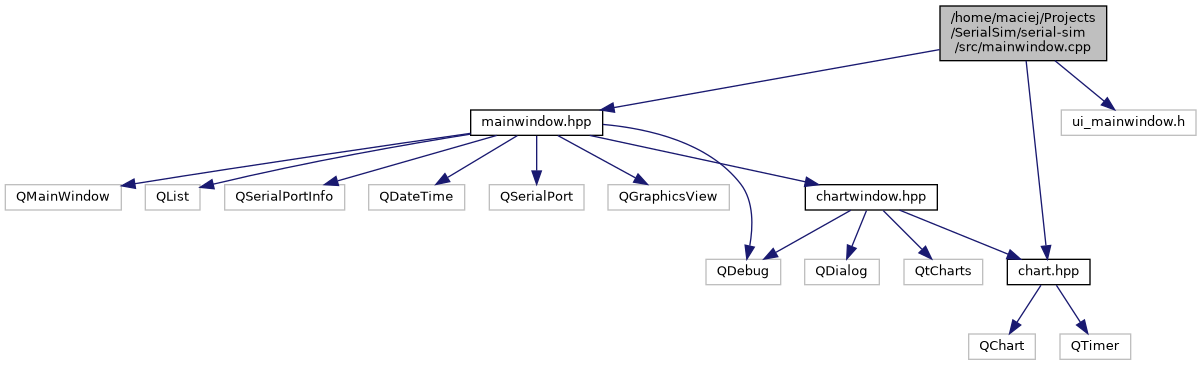 /home/maciej/Projects
/SerialSim/serial-sim
/src/mainwindow.cpp
mainwindow.hpp
ui_mainwindow.h
QMainWindow
QList
QSerialPortInfo
QDateTime
QSerialPort
QGraphicsView
chartwindow.hpp
QDebug
QDialog
QtCharts
chart.hpp
QChart
QTimer